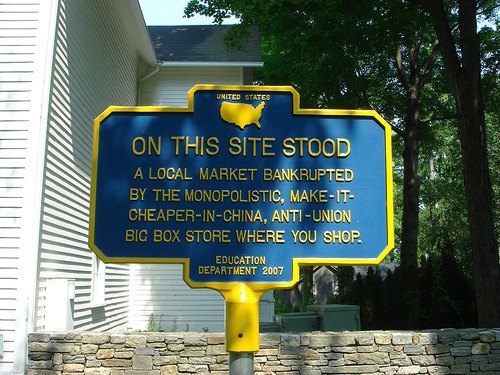 UNITED STATES
ON THIS SITE STOOD
A LOCAL MARKET BANKRUPTED
BY THE MONOPOLISTIC, MAKE-IT-
CHEAPER-IN-CHINA, ANTI-UNION
BIG BOX STORE WHERE YOU SHOP.
EDUCATION
DEPARTMENT 2007